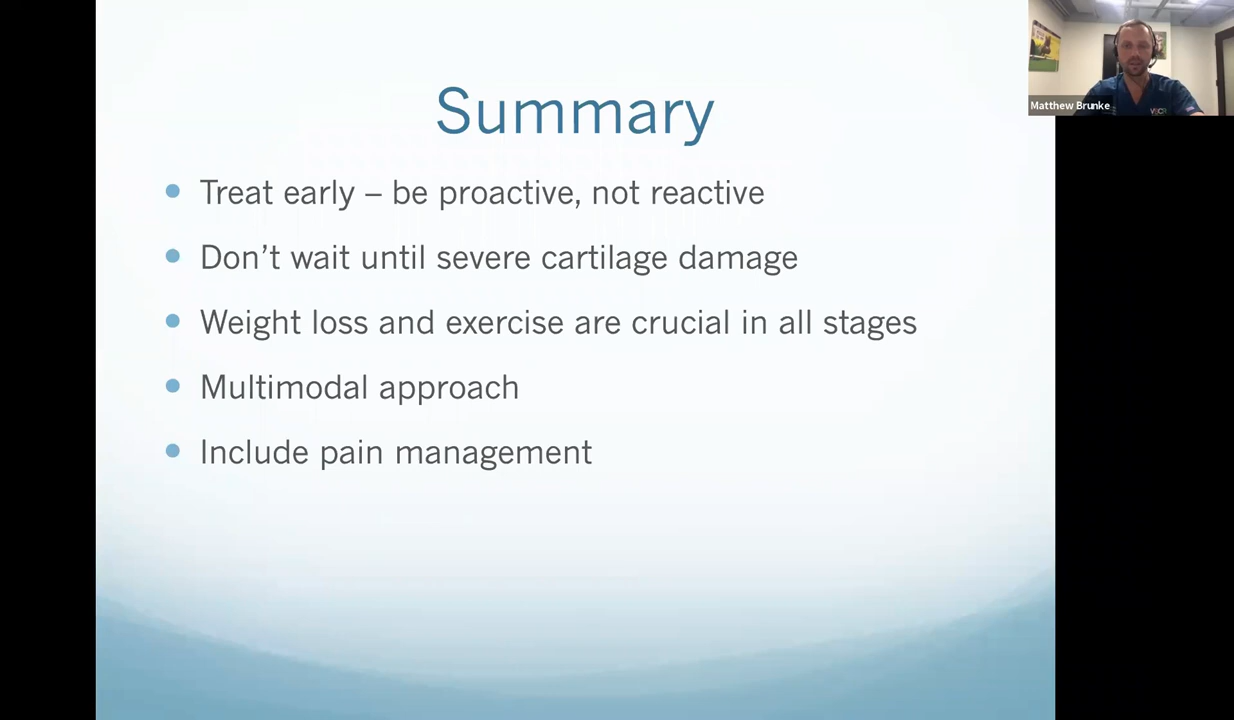 Summary
Treat early – be proactive, not reactive
Don’t wait until severe cartilage damage
Weight loss and exercise are crucial in all stages
Multimodal approach
Include pain management
Matthew Brunke